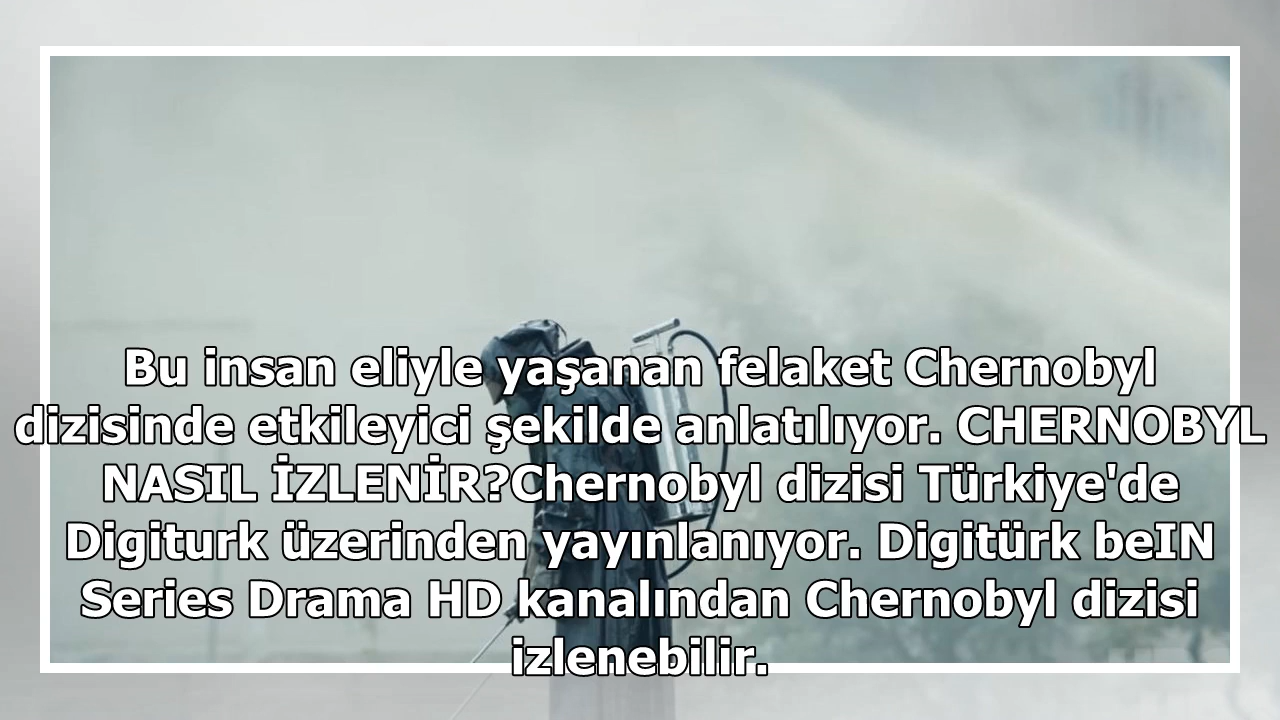 Bu insan eliyle yaşanan felaket Chernobyl
dizisinde etkileyici şekilde anlatılıyor. CHERNOBYL
NASIL İZLENİR?Chernobyl dizisi Türkiye'de
Digiturk üzerinden yayınlanıyor. Digitürk beIN
Series Drama HD kanalından Chernobyl dizisi
izlenebilir.